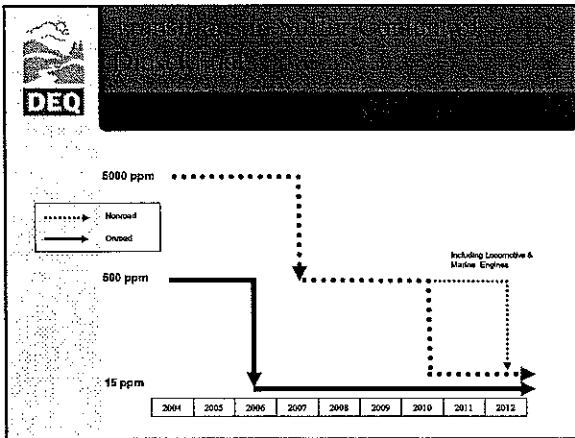 DEQ
5000 ppm
Nonroad
Onroad
Including Locomotive &
Marine Engines
500 ppm
15 ppm
2004 2005 2006 2007 2008 2009 2010 2011 2012